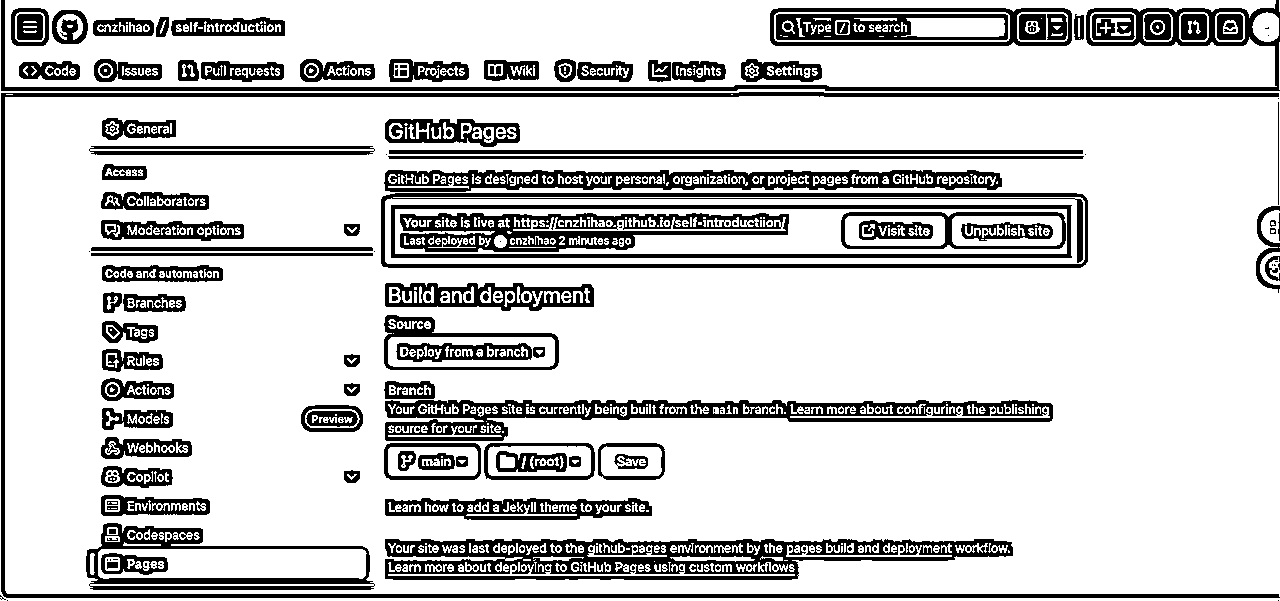 cnzhihao / self-introductiion
Type / to search
Code Issues Pull requests Actions Projects Wiki Security Insights Settings
General
Access
Collaborators
Moderation options
Code and automation
Branches
Tags
Rules
Actions
Models Preview
Webhooks
Copilot
Environments
Codespaces
Pages
GitHub Pages
GitHub Pages is designed to host your personal, organization, or project pages from a GitHub repository.
Your site is live at https://cnzhihao.github.io/self-introductiion/
Last deployed by cnzhihao 2 minutes ago
Visit site Unpublish site
Build and deployment
Source
Deploy from a branch
Branch
Your GitHub Pages site is currently being built from the main branch. Learn more about configuring the publishing
source for your site.
main / (root) Save
Learn how to add a Jekyll theme to your site.
Your site was last deployed to the github-pages environment by the pages build and deployment workflow.
Learn more about deploying to GitHub Pages using custom workflows